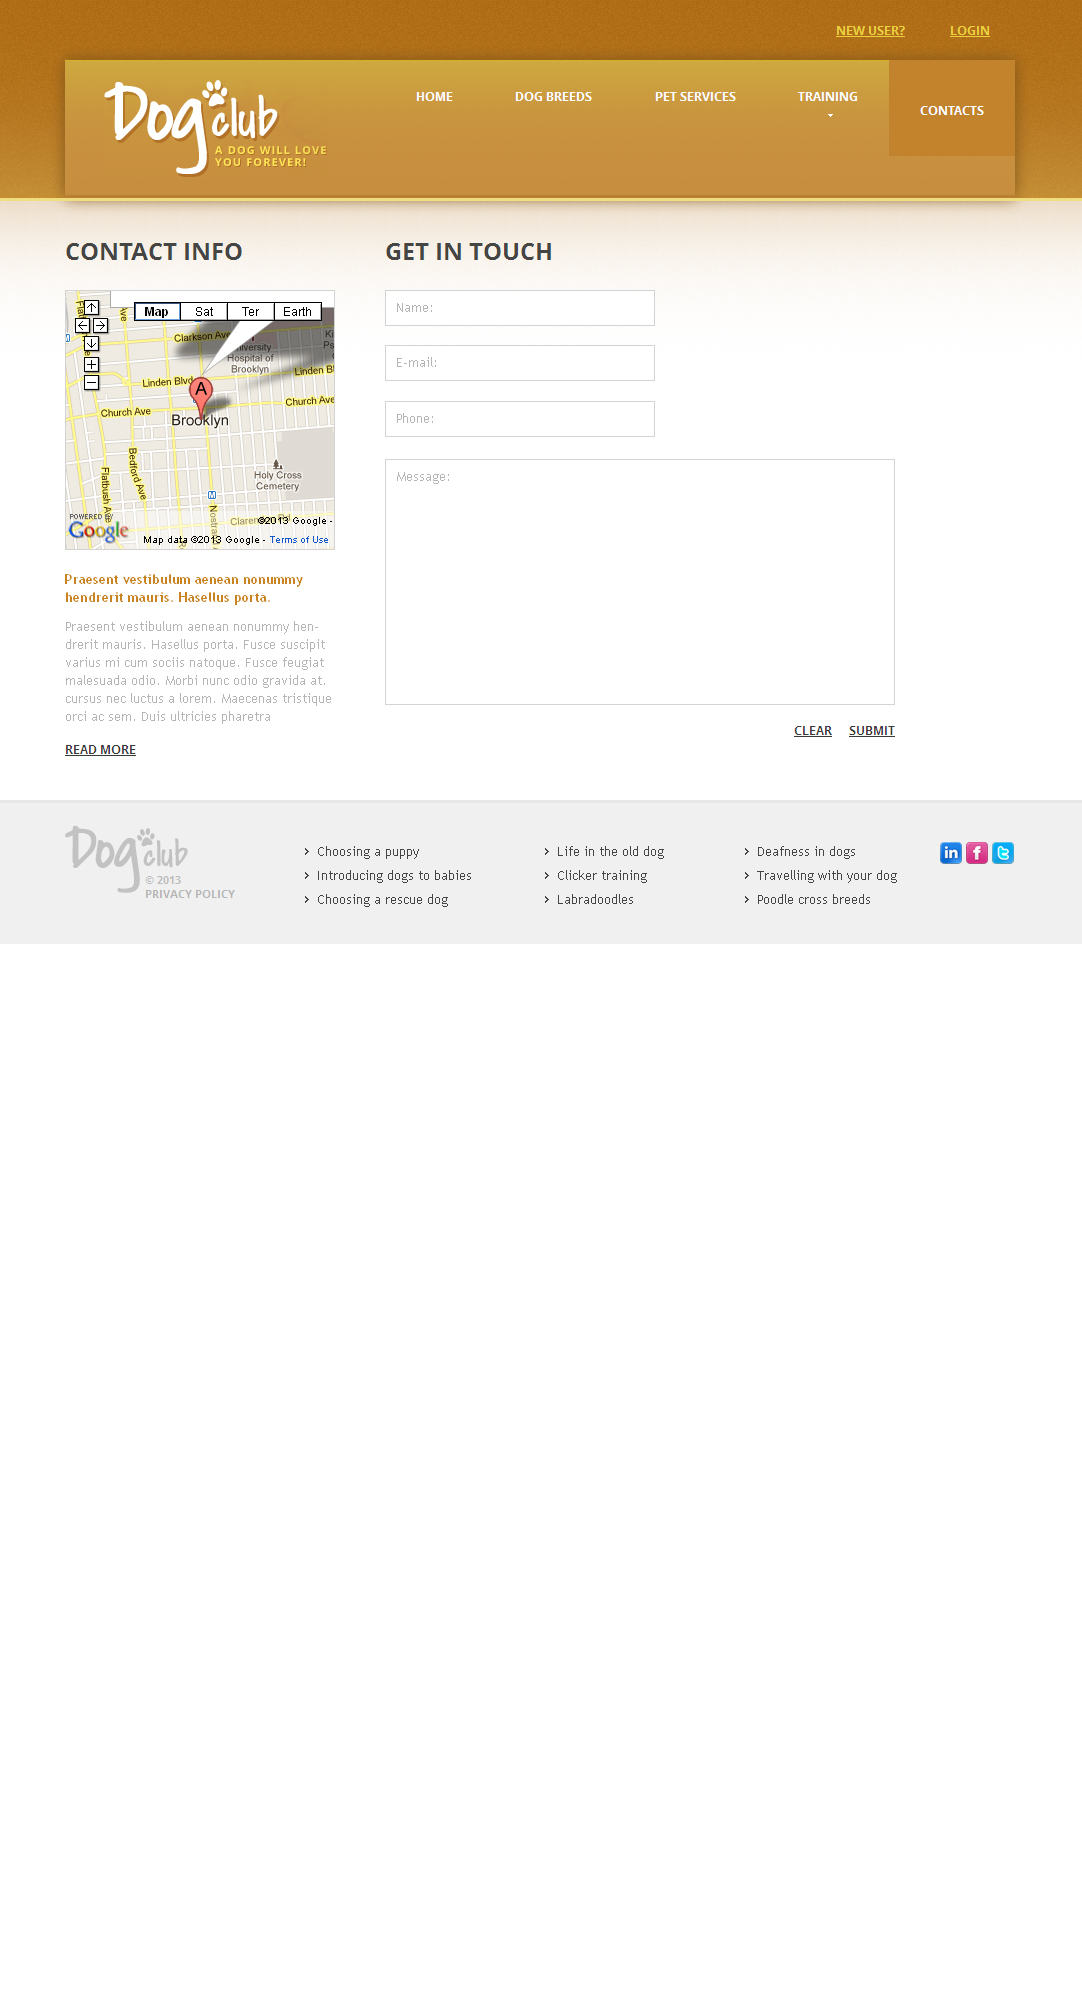 NEW USER? LOGIN
Dog club
A DOG WILL LOVE
YOU FOREVER!
HOME DOG BREEDS PET SERVICES TRAINING CONTACTS
CONTACT INFO
Map Sat Ter Earth
Clarkson Ave
University
Hospital of
Brooklyn
Linden Blvd
Linden B
Church Ave
Church Ave
A
Brooklyn
Bedford Ave
Flatbush Ave
Holy Cross
Cemetery
M
Nostra
POWERED BY
Google
©2013 Google -
Map data ©2013 Google - Terms of Use
Praesent vestibulum aenean nonummy
hendrerit mauris. Hasellus porta.
Praesent vestibulum aenean nonummy hen-
drerit mauris. Hasellus porta. Fusce suscipit
varius mi cum sociis natoque. Fusce feugiat
malesuada odio. Morbi nunc odio gravida at.
cursus nec luctus a lorem. Maecenas tristique
orci ac sem. Duis ultricies pharetra
READ MORE
GET IN TOUCH
Name:
E-mail:
Phone:
Message:
CLEAR SUBMIT
Dog club
© 2013
PRIVACY POLICY
Choosing a puppy
Introducing dogs to babies
Choosing a rescue dog
Life in the old dog
Clicker training
Labradoodles
Deafness in dogs
Travelling with your dog
Poodle cross breeds
in f t